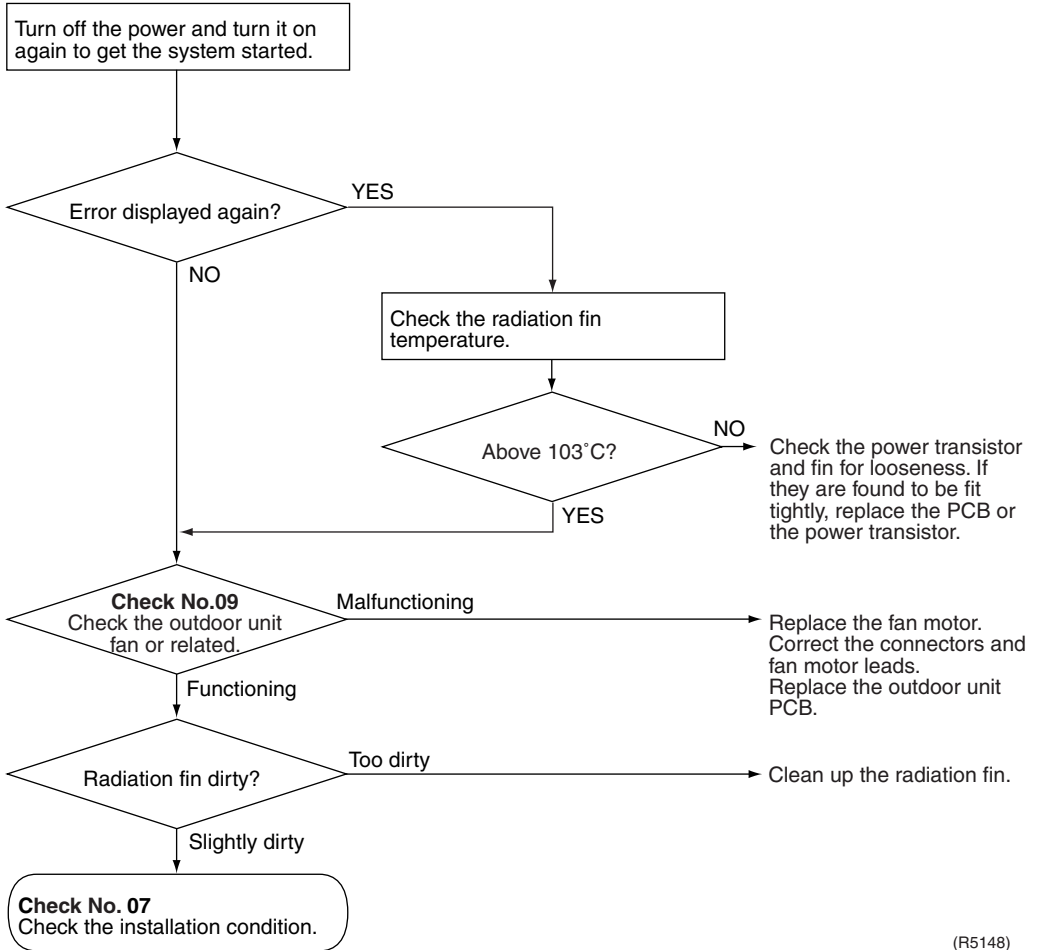 Turn off the power and turn it on
again to get the system started.
Error displayed again?
YES
NO
Check the radiation fin
temperature.
Above 103˚C?
NO
Check the power transistor
and fin for looseness. If
they are found to be fit
tightly, replace the PCB or
the power transistor.
YES
Check No.09
Check the outdoor unit
fan or related.
Malfunctioning
Replace the fan motor.
Correct the connectors and
fan motor leads.
Replace the outdoor unit
PCB.
Functioning
Radiation fin dirty?
Too dirty
Clean up the radiation fin.
Slightly dirty
Check No. 07
Check the installation condition.
(R5148)